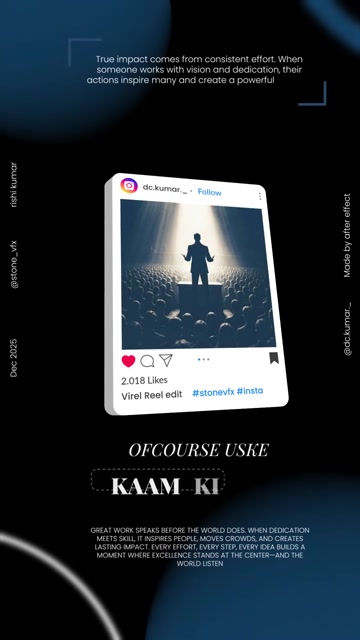 True impact comes from consistent effort. When
someone works with vision and dedication, their
actions inspire many and create a powerful
rishi kumar
@stone_vfx
Dec 2025
Made by after effect
@dc.kumar._
dc.kumar._ · Follow
2.018 Likes
Virel Reel edit #stonevfx #insta
OFCOURSE USKE
KAAM KI
GREAT WORK SPEAKS BEFORE THE WORLD DOES. WHEN DEDICATION
MEETS SKILL, IT INSPIRES PEOPLE, MOVES CROWDS, AND CREATES
LASTING IMPACT. EVERY EFFORT, EVERY STEP, EVERY IDEA BUILDS A
MOMENT WHERE EXCELLENCE STANDS AT THE CENTER—AND THE
WORLD LISTEN